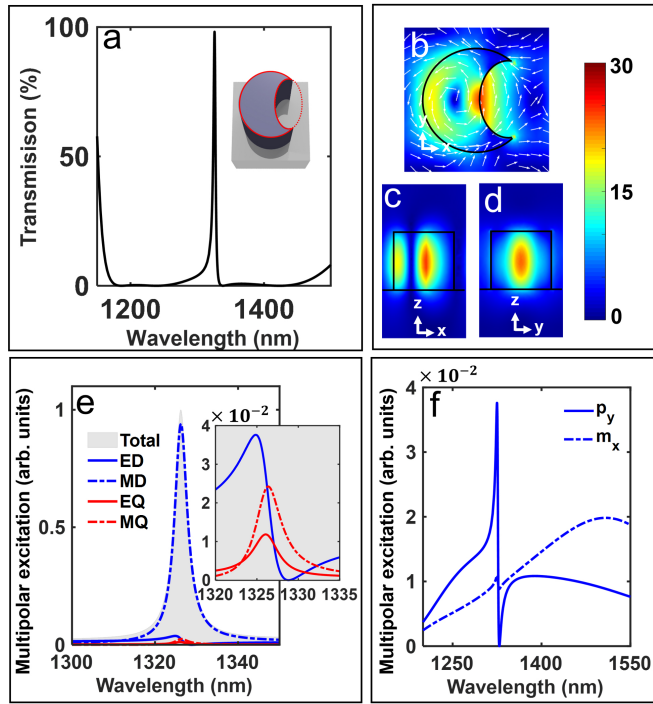 a
Transmisison (%)
100
50
0
1200
1400
Wavelength (nm)
b
y
x
c
z
x
d
z
y
30
15
0
e
Multipolar excitation (arb. units)
1
0.5
0
1300
1320
1340
Wavelength (nm)
Total
ED
MD
EQ
MQ
× 10⁻²
4
3
2
1
0
1320
1325
1330
1335
f
× 10⁻²
Multipolar excitation (arb. units)
4
3
2
1
0
1250
1400
1550
Wavelength (nm)
p_y
m_x